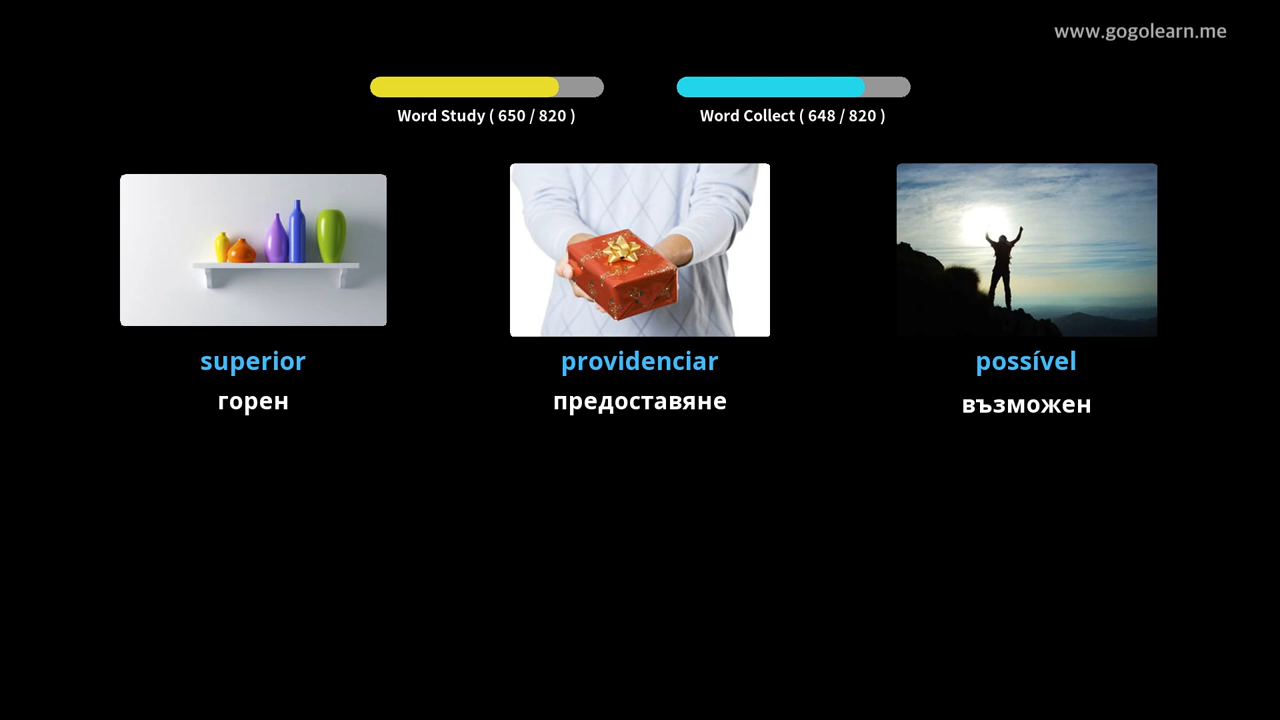 www.gogolearn.me
Word Study ( 650 / 820 )
Word Collect ( 648 / 820 )
superior
providenciar
possível
горен
предоставяне
възможен